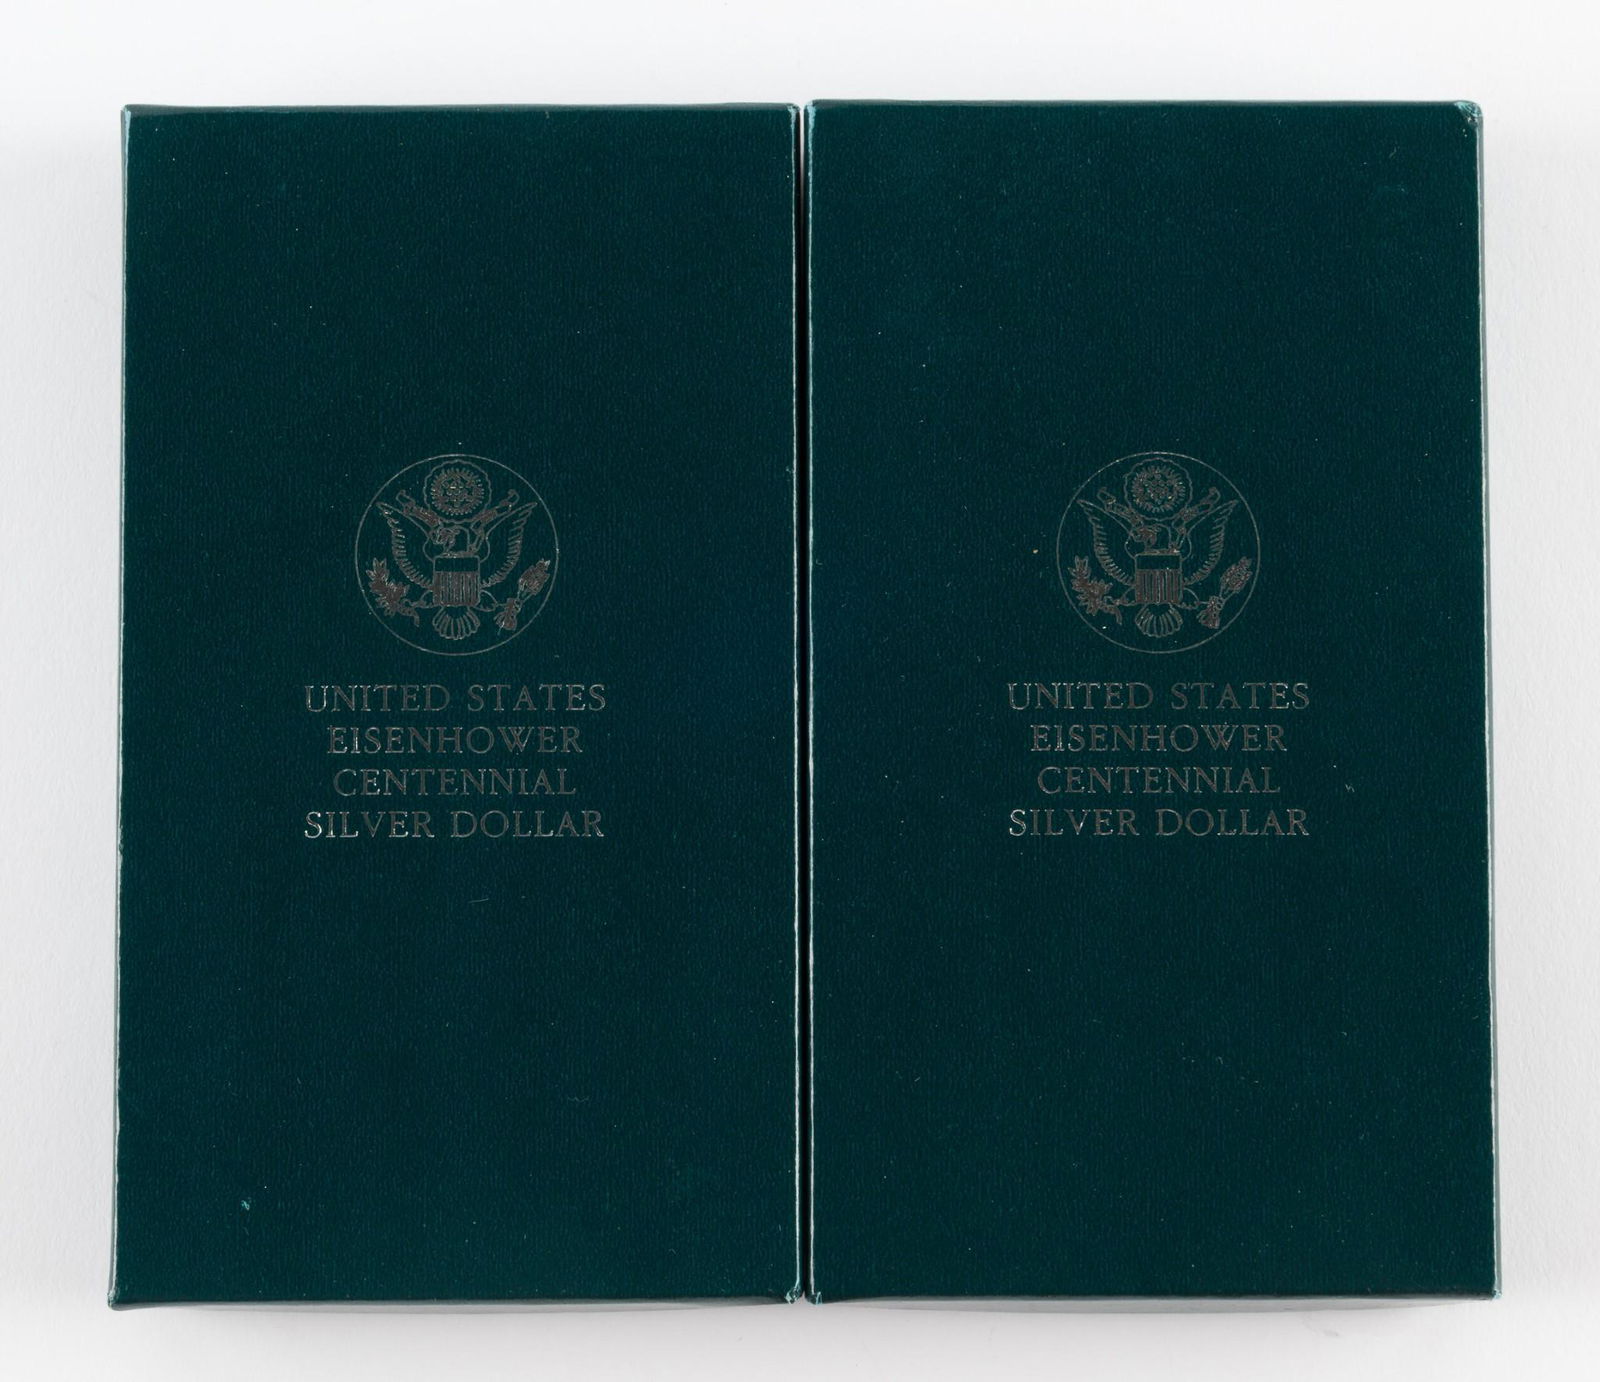 UNITED STATES
EISENHOWER
CENTENNIAL
SILVER DOLLAR
UNITED STATES
EISENHOWER
CENTENNIAL
SILVER DOLLAR